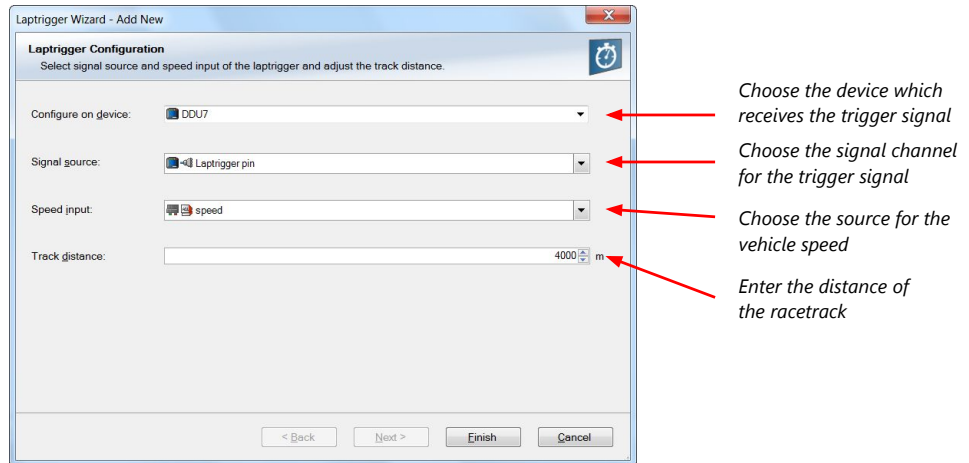 Laptrigger Wizard - Add New
Laptrigger Configuration
Select signal source and speed input of the laptrigger and adjust the track distance.
Configure on device:
DDU7
Choose the device which
receives the trigger signal
Signal source:
Laptrigger pin
Choose the signal channel
for the trigger signal
Speed input:
speed
Choose the source for the
vehicle speed
Track distance:
4000 m
Enter the distance of
the racetrack
< Back Next > Finish Cancel